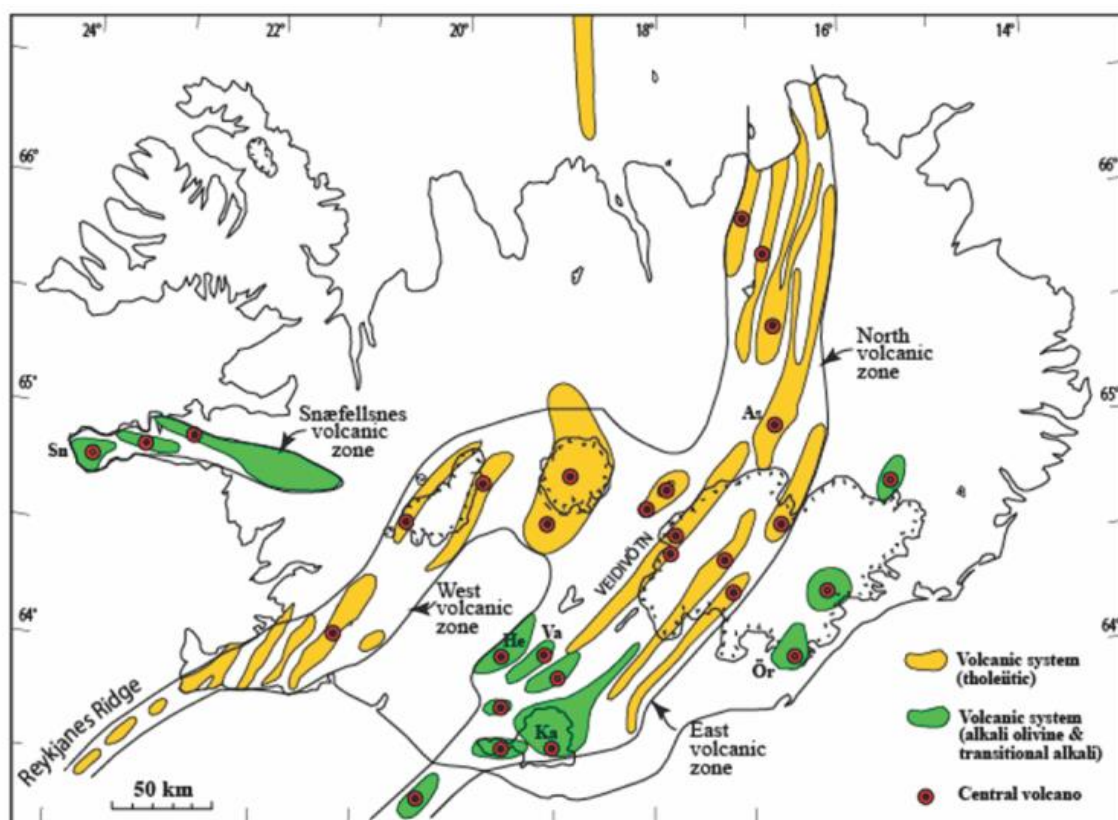 24° 22° 20° 18° 16° 14°
66° 66°
North
volcanic
zone
65° 65°
Snæfellsnes
volcanic
zone
As
Sn
VEIDIVÖTN
West
volcanic
zone
64° 64°
He Va
Ör
Volcanic system
(tholeiitic)
Reykjanes Ridge
Ka
East
volcanic
zone
Volcanic system
(alkali olivine &
transitional alkali)
50 km
Central volcano